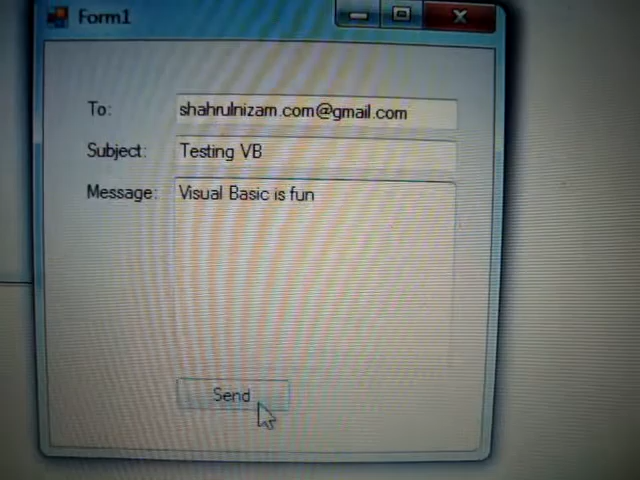 Form1
To: shahrulnizam.com@gmail.com
Subject: Testing VB
Message: Visual Basic is fun
Send